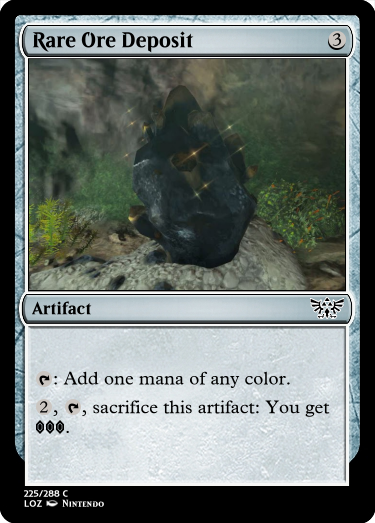 Rare Ore Deposit 3
Artifact
: Add one mana of any color.
2, , sacrifice this artifact: You get
.
225/288 C
LOZ Nintendo